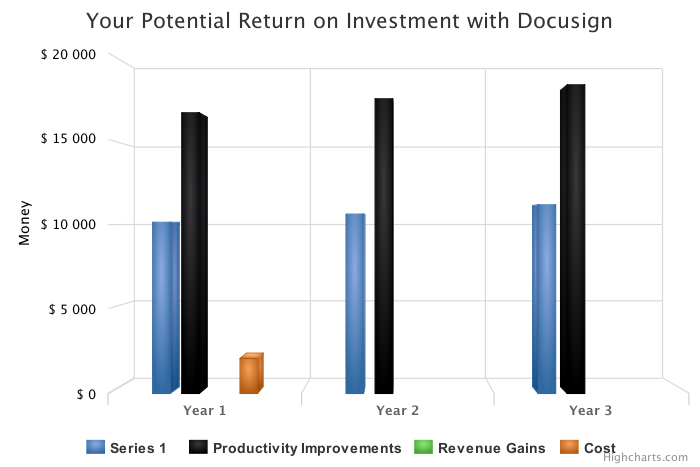 Your Potential Return on Investment with Docusign
$ 20 000
$ 15 000
$ 10 000
$ 5 000
$ 0
Money
Year 1
Year 2
Year 3
Series 1
Productivity Improvements
Revenue Gains
Cost
Highcharts.com